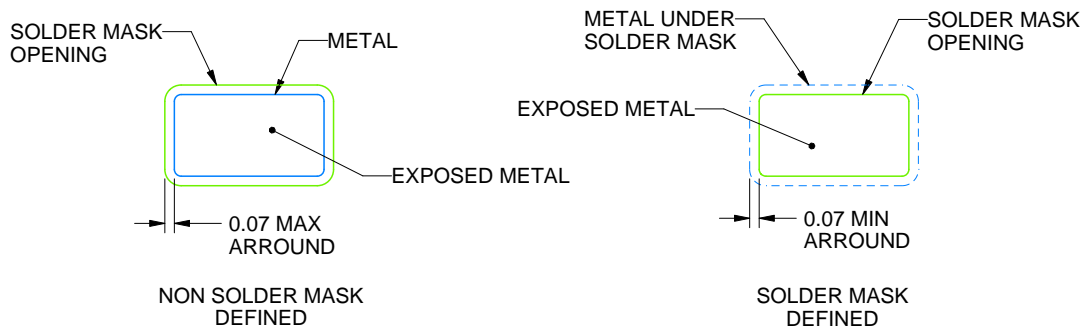 SOLDER MASK
OPENING
METAL
EXPOSED METAL
0.07 MAX
ARROUND
NON SOLDER MASK
DEFINED
METAL UNDER
SOLDER MASK
SOLDER MASK
OPENING
EXPOSED METAL
0.07 MIN
ARROUND
SOLDER MASK
DEFINED